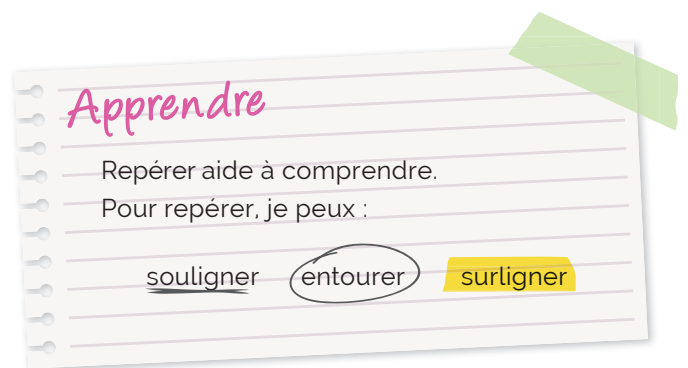 Apprendre
Repérer aide à comprendre.
Pour repérer, je peux :
souligner entourer surligner